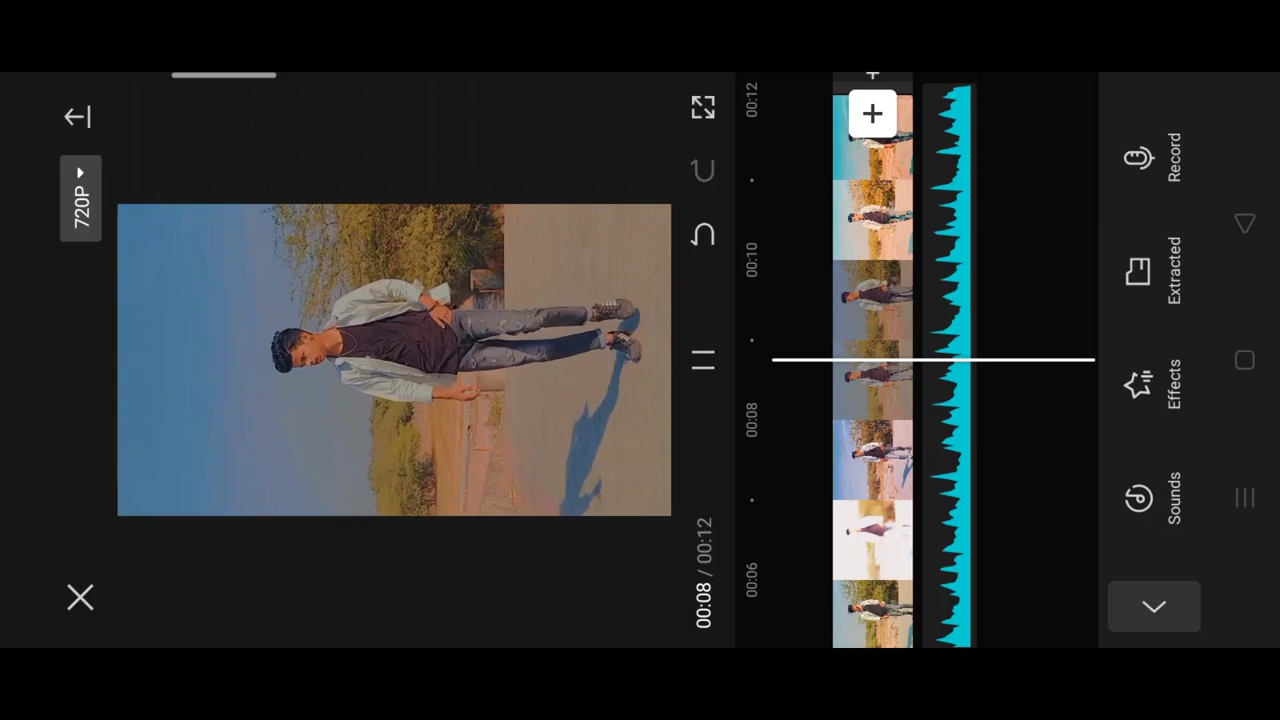 720P
00:08 / 00:12
00:06
00:08
00:10
00:12
Sounds
Effects
Extracted
Record